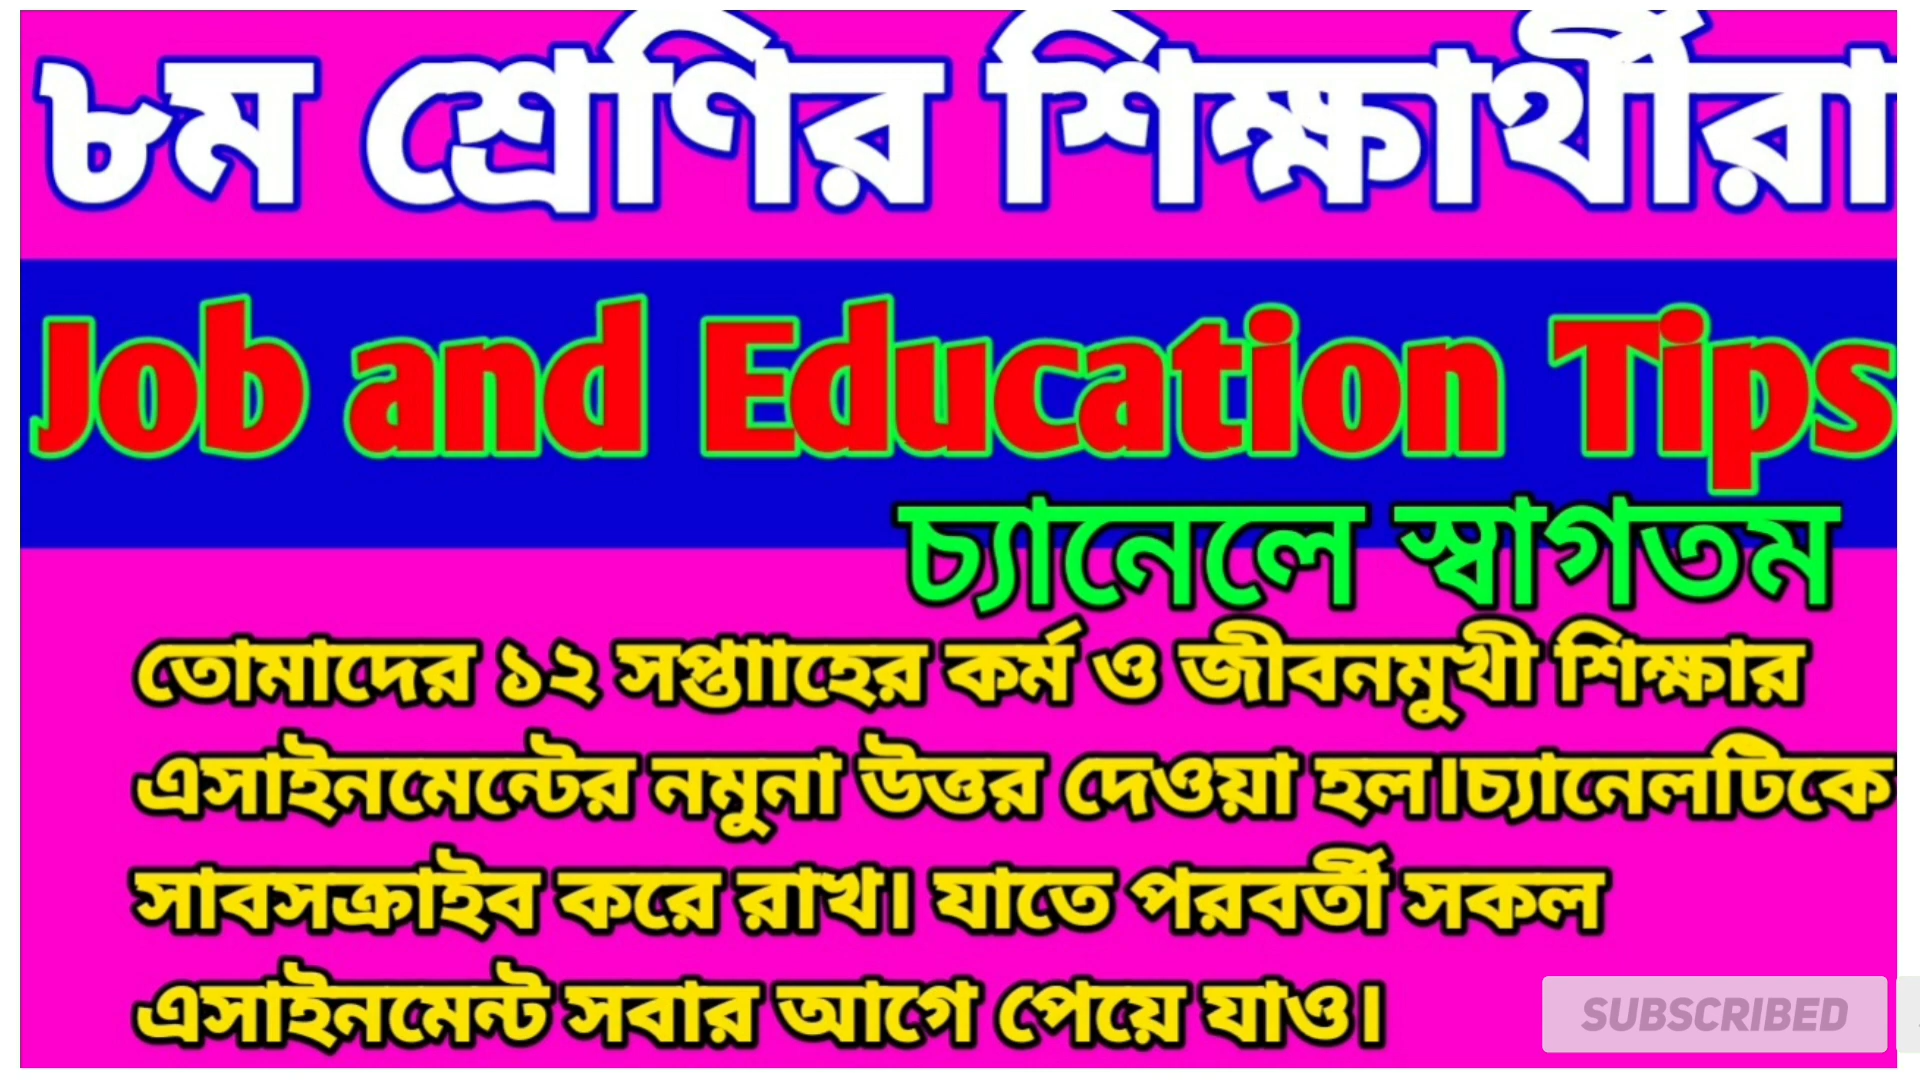 ৮ম শ্রেণির শিক্ষার্থীরা
Job and Education Tips
চ্যানেলে স্বাগতম
তোমাদের ১২ সপ্তাাহের কর্ম ও জীবনমুখী শিক্ষার
এসাইনমেন্টের নমুনা উত্তর দেওয়া হল।চ্যানেলটিকে
সাবসক্রাইব করে রাখ। যাতে পরবর্তী সকল
এসাইনমেন্ট সবার আগে পেয়ে যাও।
SUBSCRIBED